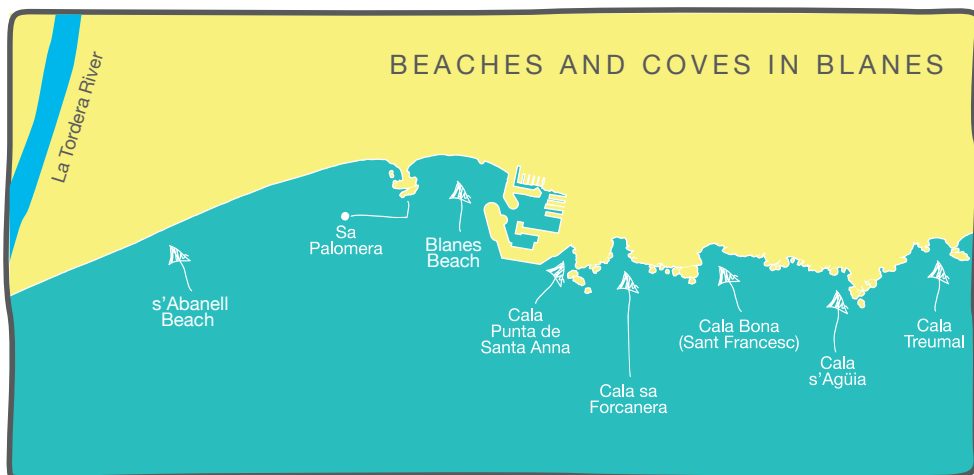 BEACHES AND COVES IN BLANES
La Tordera River
s'Abanell
Beach
Sa
Palomera
Blanes
Beach
Cala
Punta de
Santa Anna
Cala sa
Forcanera
Cala Bona
(Sant Francesc)
Cala
s'Agüia
Cala
Treumal